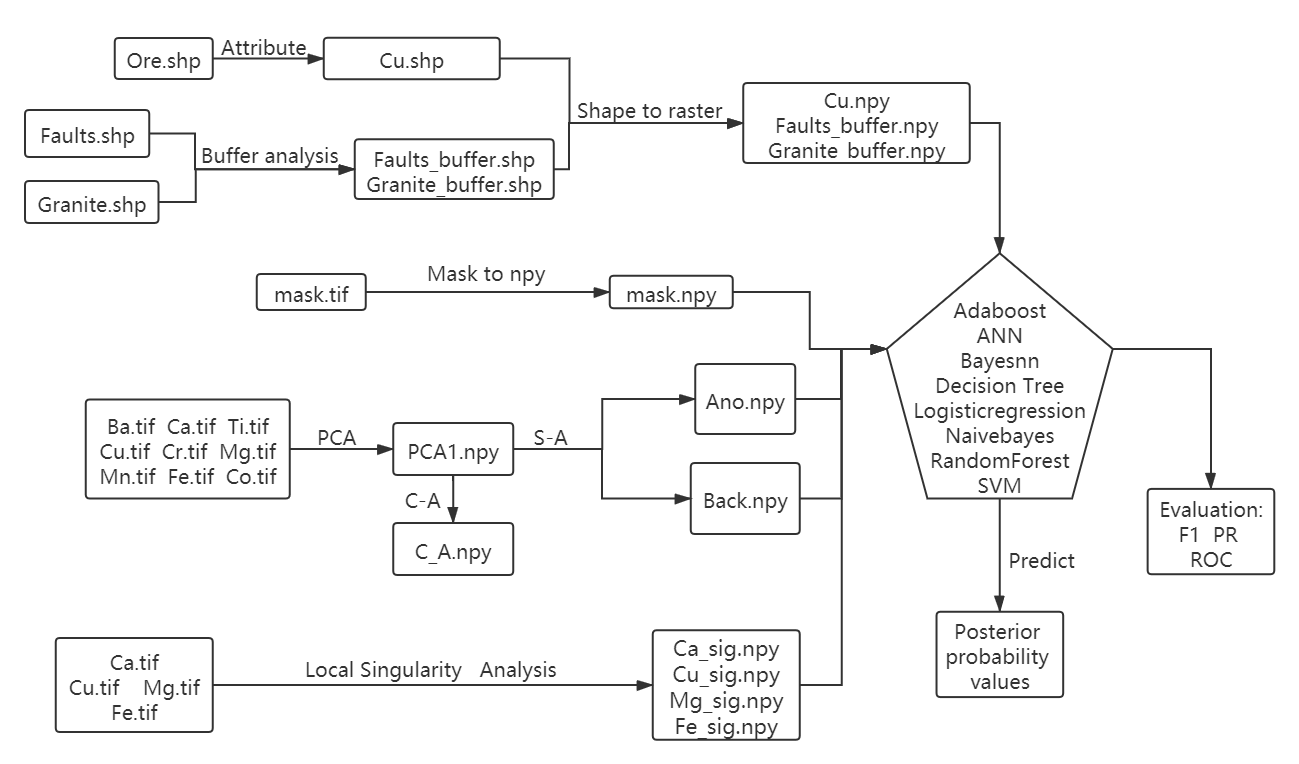 Ore.shp
Attribute
Cu.shp
Faults.shp
Buffer analysis
Granite.shp
Faults_buffer.shp
Granite_buffer.shp
Shape to raster
Cu.npy
Faults_buffer.npy
Granite_buffer.npy
mask.tif
Mask to npy
mask.npy
Ba.tif Ca.tif Ti.tif
Cu.tif Cr.tif Mg.tif
Mn.tif Fe.tif Co.tif
PCA
PCA1.npy
S-A
C-A
C_A.npy
Ano.npy
Back.npy
Ca.tif
Cu.tif Mg.tif
Fe.tif
Local Singularity Analysis
Ca_sig.npy
Cu_sig.npy
Mg_sig.npy
Fe_sig.npy
Adaboost
ANN
Bayesnn
Decision Tree
Logisticregression
Naivebayes
RandomForest
SVM
Predict
Posterior
probability
values
Evaluation:
F1 PR
ROC